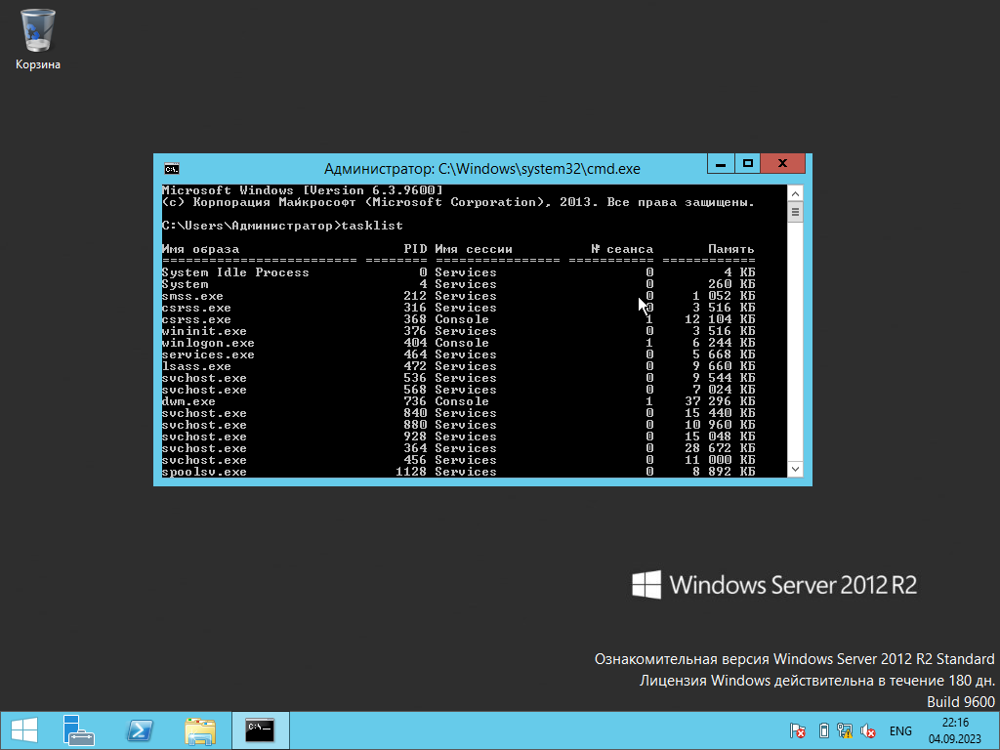 Корзина
Администратор: C:\Windows\system32\cmd.exe
Microsoft Windows [Version 6.3.9600]
(c) Корпорация Майкрософт (Microsoft Corporation), 2013. Все права защищены.
C:\Users\Администратор>tasklist
Имя образа PID Имя сессии № сеанса Память
========================= ======== ================ =========== ============
System Idle Process 0 Services 0 4 КБ
System 4 Services 0 260 КБ
smss.exe 212 Services 0 1 052 КБ
csrss.exe 316 Services 0 3 516 КБ
csrss.exe 368 Console 1 12 104 КБ
wininit.exe 376 Services 0 3 516 КБ
winlogon.exe 404 Console 1 6 244 КБ
services.exe 464 Services 0 5 668 КБ
lsass.exe 472 Services 0 9 660 КБ
svchost.exe 536 Services 0 9 544 КБ
svchost.exe 568 Services 0 7 024 КБ
dwm.exe 736 Console 1 37 296 КБ
svchost.exe 840 Services 0 15 440 КБ
svchost.exe 880 Services 0 10 960 КБ
svchost.exe 928 Services 0 15 048 КБ
svchost.exe 364 Services 0 28 672 КБ
svchost.exe 456 Services 0 11 000 КБ
spoolsv.exe 1128 Services 0 8 892 КБ
Windows Server 2012 R2
Ознакомительная версия Windows Server 2012 R2 Standard
Лицензия Windows действительна в течение 180 дн.
Build 9600
ENG
22:16
04.09.2023